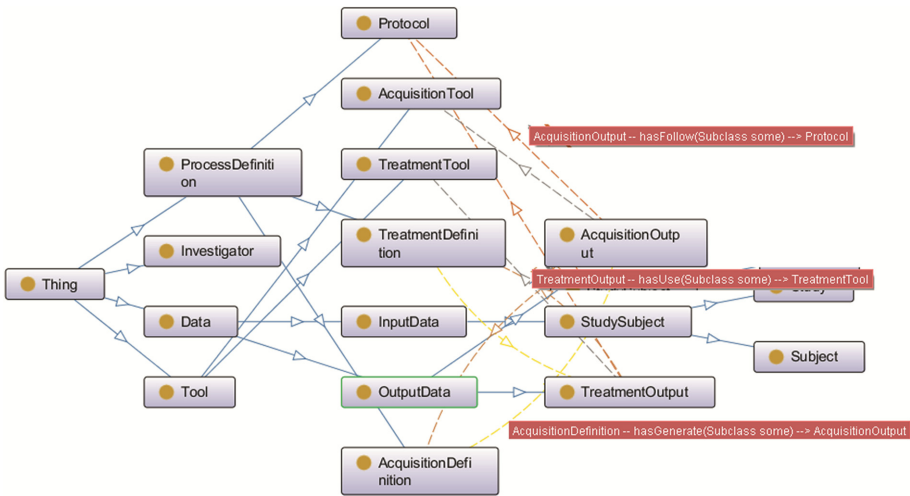 Protocol
AcquisitionTool
AcquisitionOutput -- hasFollow(Subclass some) --> Protocol
ProcessDefiniti
on
TreatmentTool
Investigator
TreatmentDefini
tion
AcquisitionOutp
ut
Thing
TreatmentOutput -- hasUse(Subclass some) --> TreatmentTool
Study
Data
InputData
StudySubject
Subject
Tool
OutputData
TreatmentOutput
AcquisitionDefinition -- hasGenerate(Subclass some) --> AcquisitionOutput
AcquisitionDefi
nition